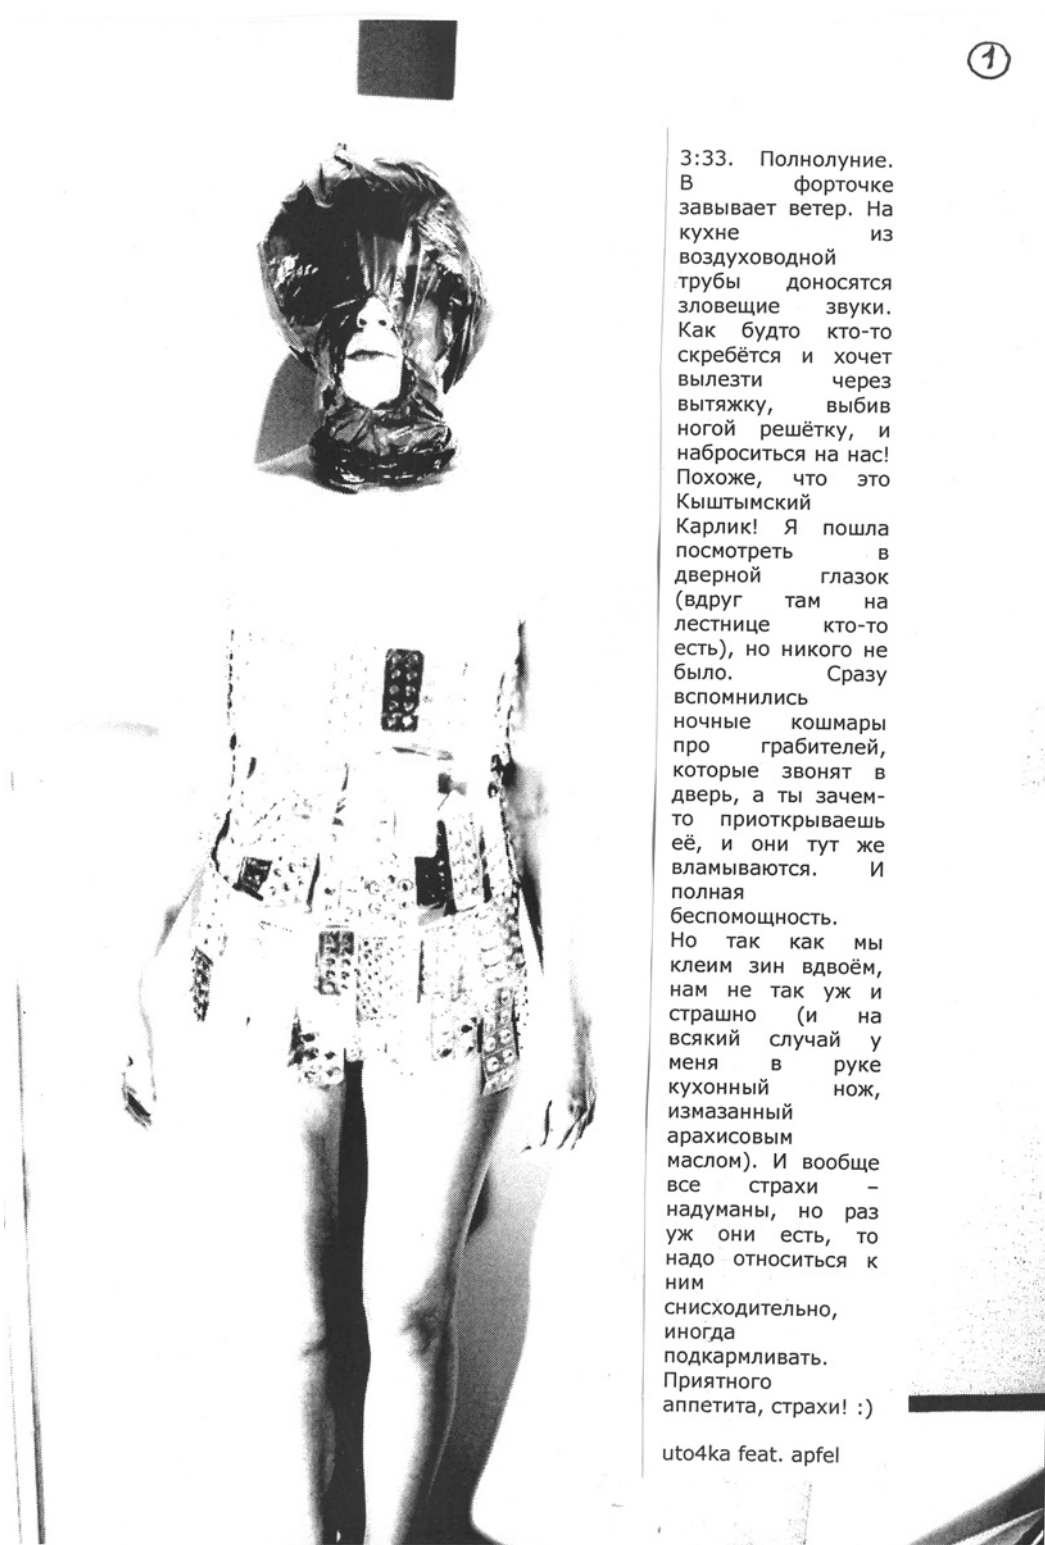 1
3:33. Полнолуние.
В форточке
завывает ветер. На
кухне из
воздуховодной
трубы доносятся
зловещие звуки.
Как будто кто-то
скребётся и хочет
вылезти через
вытяжку, выбив
ногой решётку, и
наброситься на нас!
Похоже, что это
Кыштымский
Карлик! Я пошла
посмотреть в
дверной глазок
(вдруг там на
лестнице кто-то
есть), но никого не
было. Сразу
вспомнились
ночные кошмары
про грабителей,
которые звонят в
дверь, а ты зачем-
то приоткрываешь
её, и они тут же
вламываются. И
полная
беспомощность.
Но так как мы
клеим зин вдвоём,
нам не так уж и
страшно (и на
всякий случай у
меня в руке
кухонный нож,
измазанный
арахисовым
маслом). И вообще
все страхи –
надуманы, но раз
уж они есть, то
надо относиться к
ним
снисходительно,
иногда
подкармливать.
Приятного
аппетита, страхи! :)
uto4ka feat. apfel